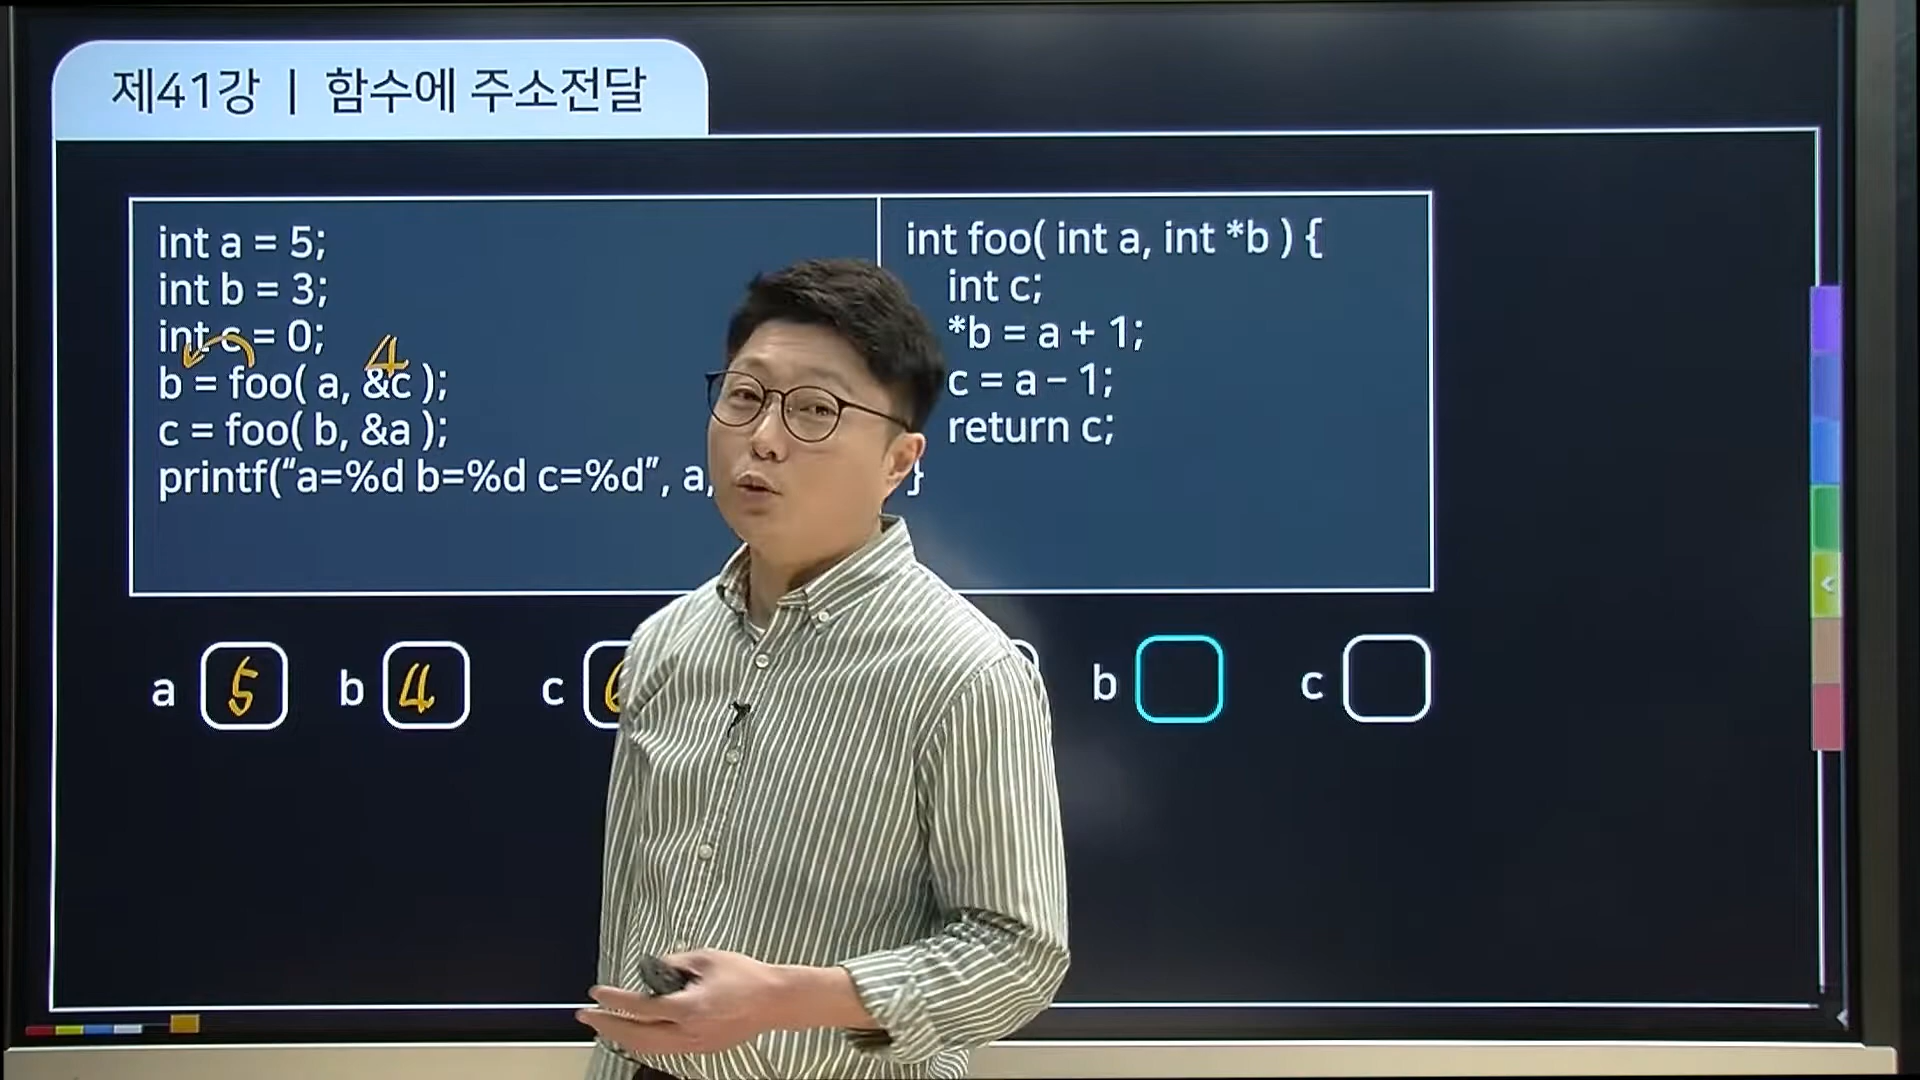 제41강 | 함수에 주소전달
int a = 5;
int b = 3;
int c = 0;
4
b = foo( a, &c );
c = foo( b, &a );
printf(“a=%d b=%d c=%d”, a,
int foo( int a, int *b ) {
int c;
*b = a + 1;
c = a – 1;
return c;
}
a 5 b 4 c
b c